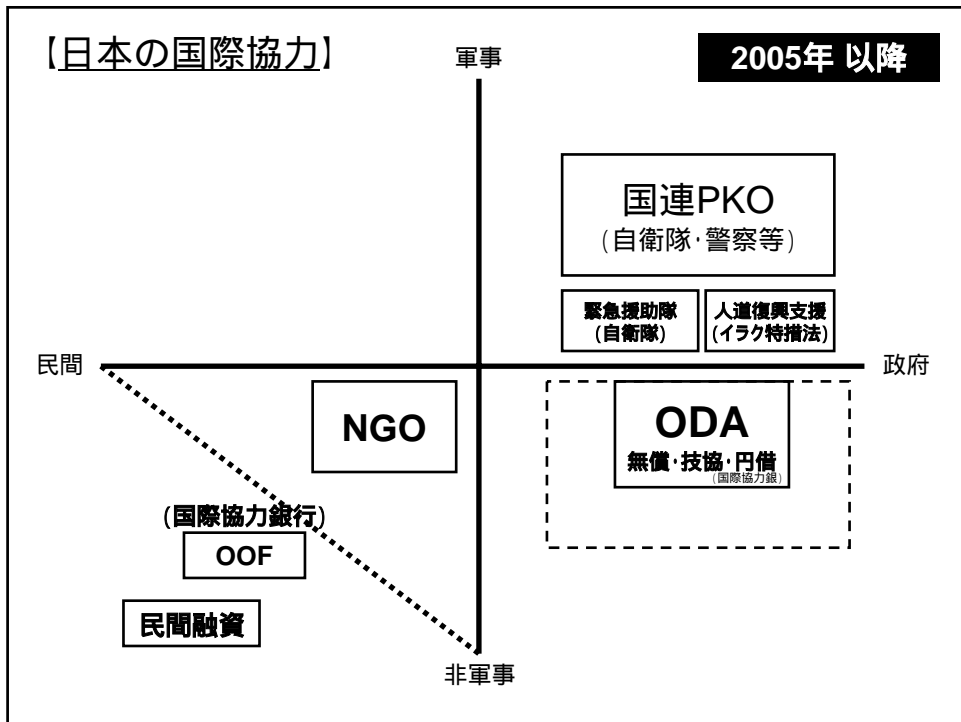 【日本の国際協力】
軍事
2005年 以降
国連PKO
(自衛隊・警察等)
緊急援助隊
(自衛隊)
人道復興支援
(イラク特措法)
民間
政府
NGO
ODA
無償・技協・円借
(国際協力銀)
(国際協力銀行)
OOF
民間融資
非軍事